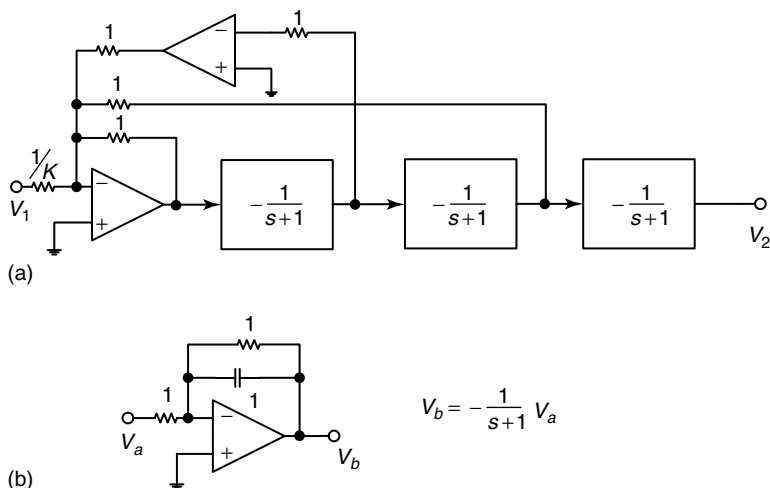 1
1
−
+
1
1
1/K
V1
−
+
− 1/s+1
− 1/s+1
− 1/s+1
V2
(a)
1
1
1
−
+
Va
Vb
Vb = − 1/s+1 Va
(b)